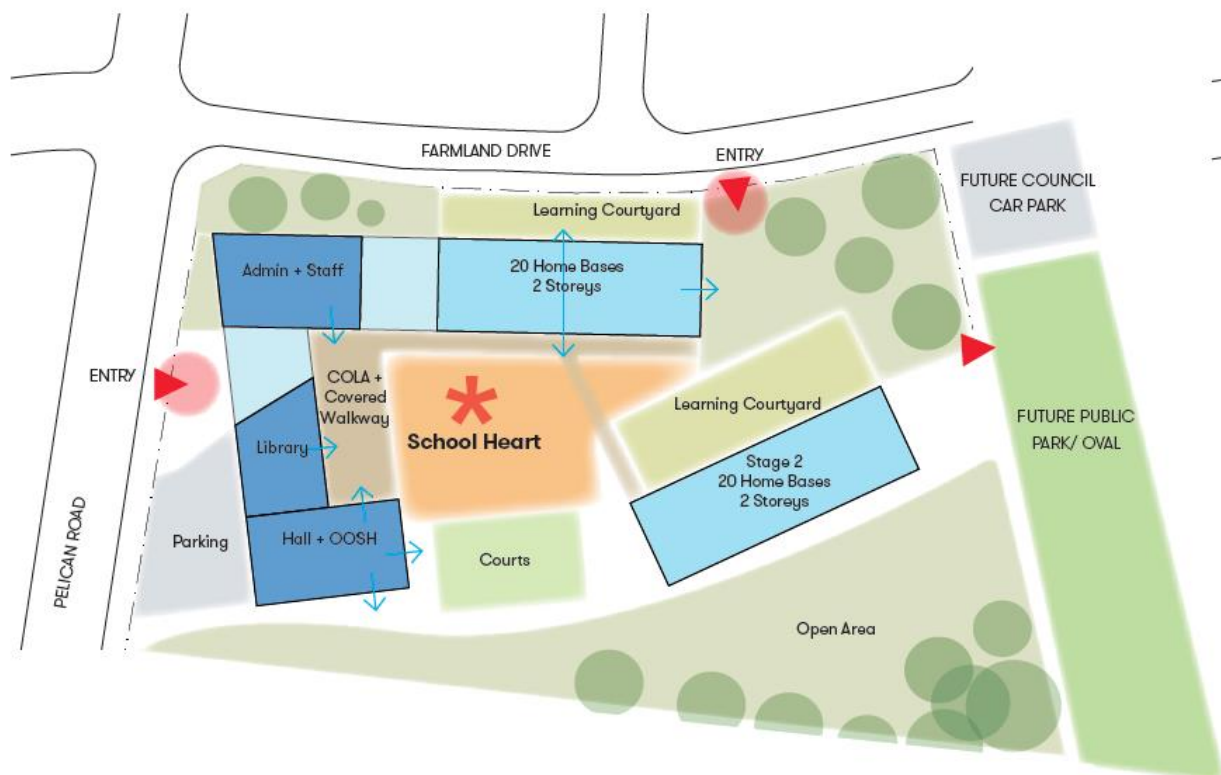 FARMLAND DRIVE
ENTRY
FUTURE COUNCIL
CAR PARK
Learning Courtyard
Admin + Staff
20 Home Bases
2 Storeys
ENTRY
COLA +
Covered
Walkway
School Heart
Learning Courtyard
FUTURE PUBLIC
PARK/ OVAL
Library
Stage 2
20 Home Bases
2 Storeys
Parking
Hall + OOSH
Courts
PELICAN ROAD
Open Area